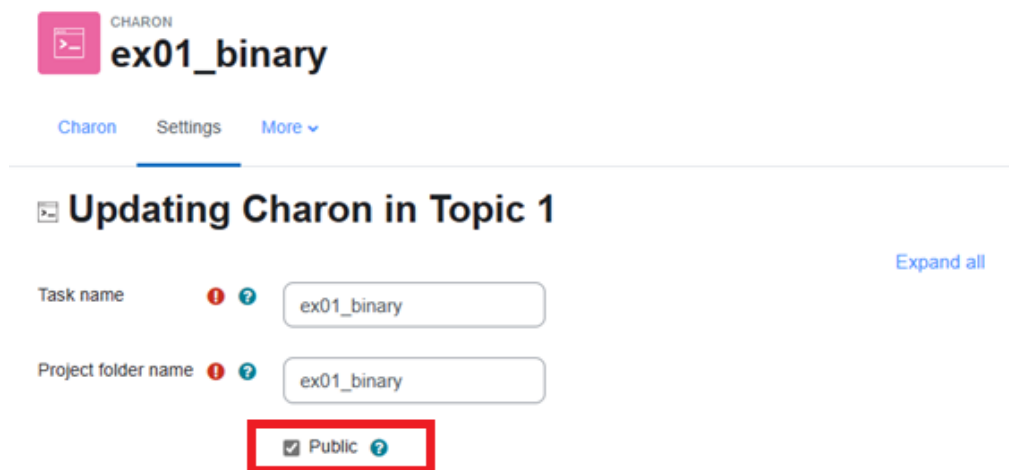 CHARON
ex01_binary
Charon Settings More
Updating Charon in Topic 1
Expand all
Task name ex01_binary
Project folder name ex01_binary
Public